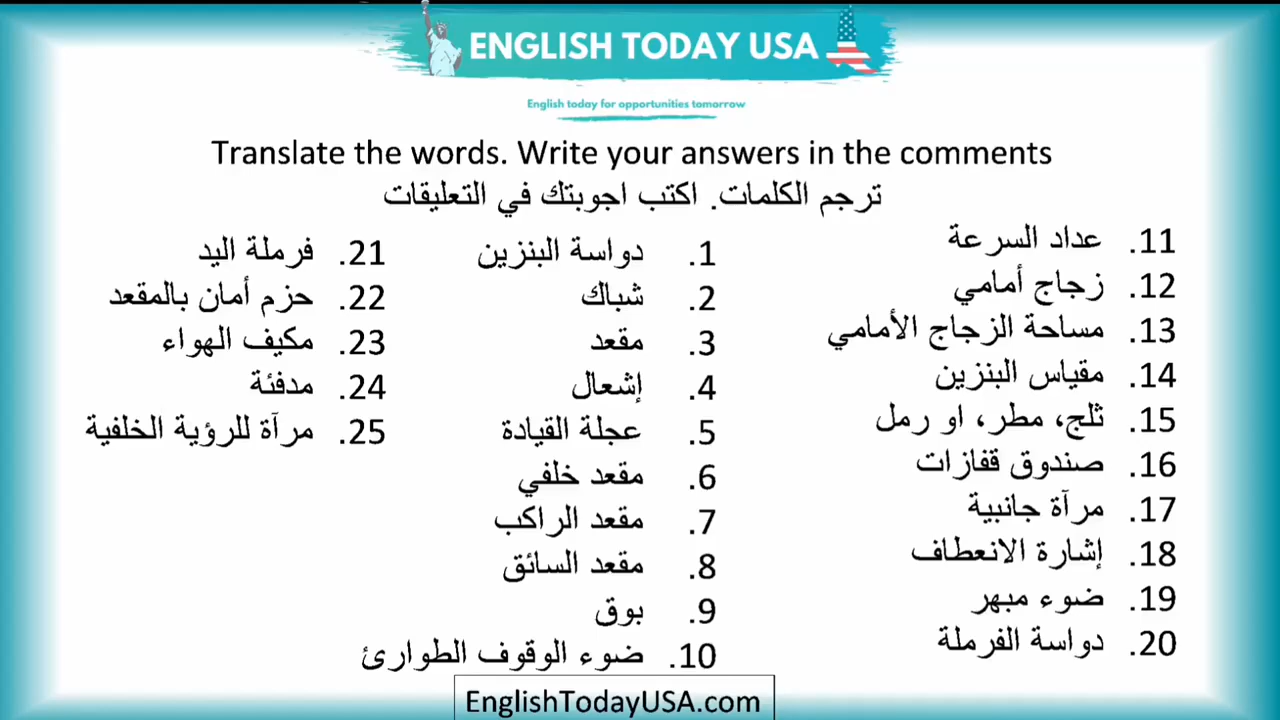 ENGLISH TODAY USA
English today for opportunities tomorrow
Translate the words. Write your answers in the comments
ترجم الكلمات. اكتب اجوبتك في التعليقات
1. دواسة البنزين
2. شباك
3. مقعد
4. إشعال
5. عجلة القيادة
6. مقعد خلفي
7. مقعد الراكب
8. مقعد السائق
9. بوق
10. ضوء الوقوف الطوارئ
11. عداد السرعة
12. زجاج أمامي
13. مساحة الزجاج الأمامي
14. مقياس البنزين
15. ثلج، مطر، او رمل
16. صندوق قفازات
17. مرآة جانبية
18. إشارة الانعطاف
19. ضوء مبهر
20. دواسة الفرملة
21. فرملة اليد
22. حزم أمان بالمقعد
23. مكيف الهواء
24. مدفئة
25. مرآة للرؤية الخلفية
EnglishTodayUSA.com